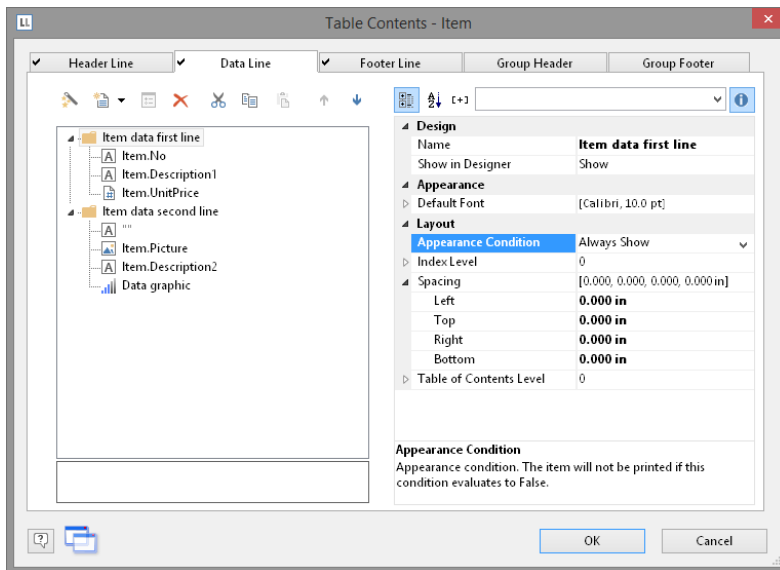 LL Table Contents - Item
Header Line Data Line Footer Line Group Header Group Footer
Item data first line
A Item.No
A Item.Description1
# Item.UnitPrice
Item data second line
A ""
Item.Picture
A Item.Description2
Data graphic
Design
Name Item data first line
Show in Designer Show
Appearance
Default Font [Calibri, 10.0 pt]
Layout
Appearance Condition Always Show
Index Level 0
Spacing [0.000, 0.000, 0.000, 0.000 in]
Left 0.000 in
Top 0.000 in
Right 0.000 in
Bottom 0.000 in
Table of Contents Level 0
Appearance Condition
Appearance condition. The item will not be printed if this
condition evaluates to False.
OK Cancel